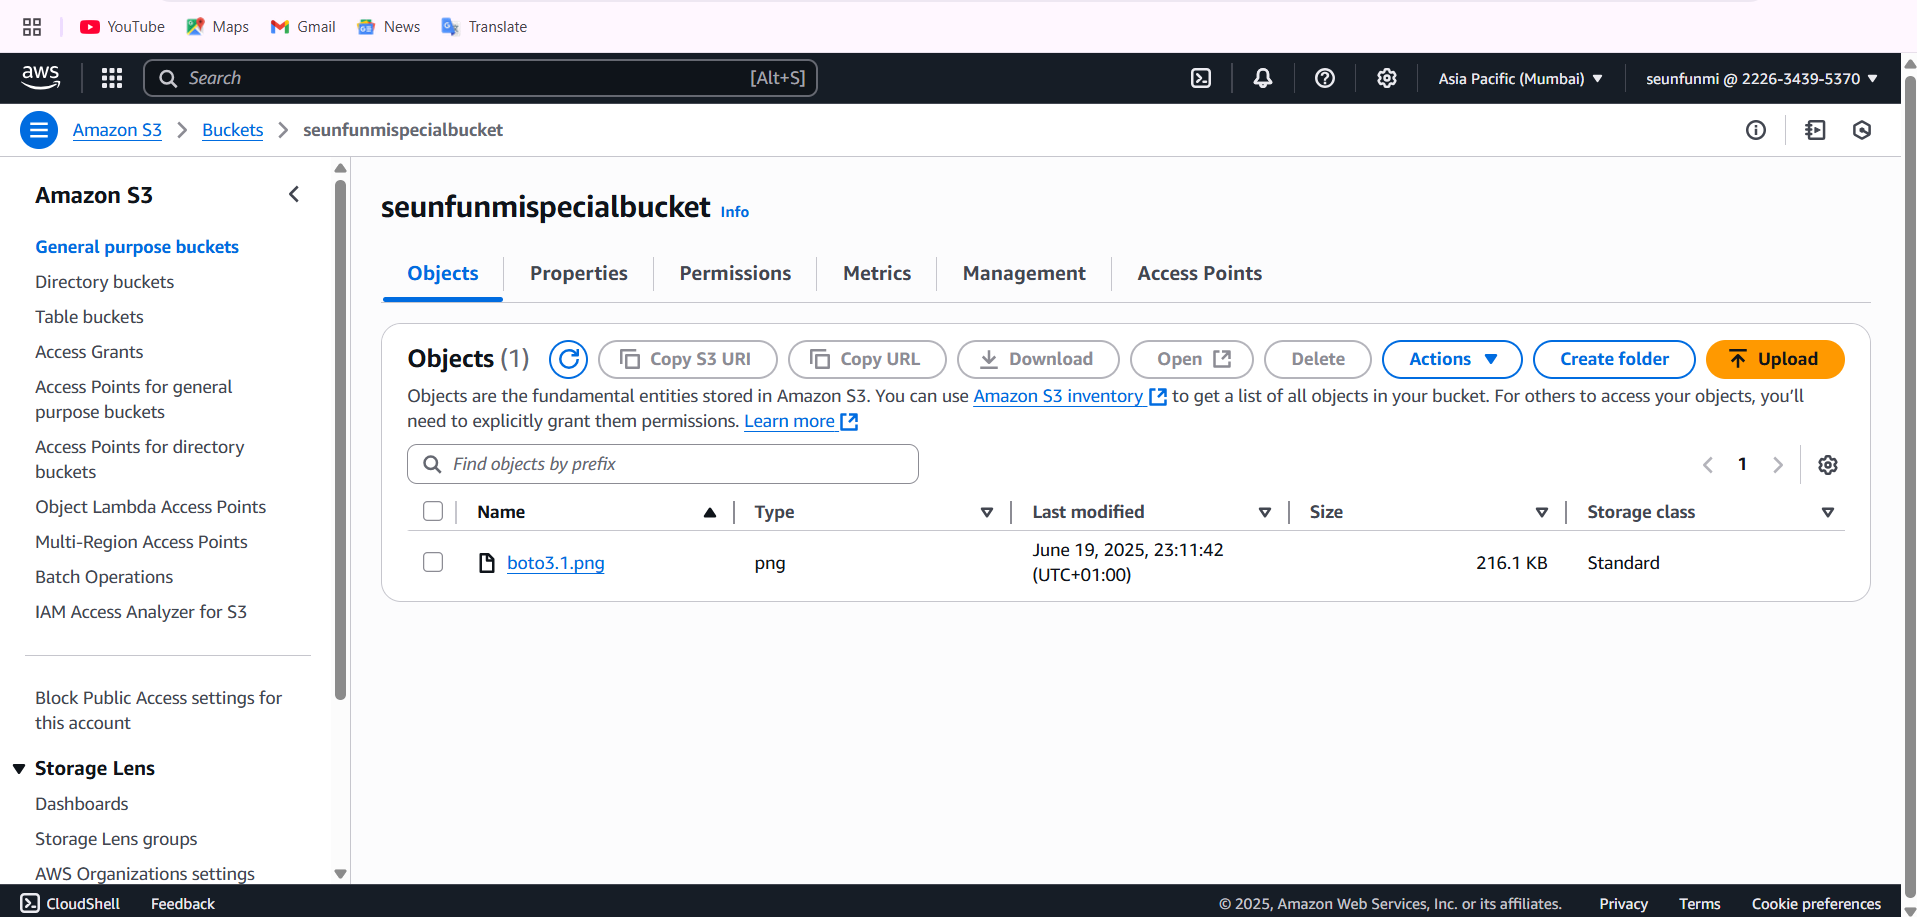 YouTube Maps Gmail News Translate
aws Search [Alt+S] Asia Pacific (Mumbai) seunfunmi @ 2226-3439-5370
Amazon S3 Buckets seunfunmispecialbucket
Amazon S3
General purpose buckets
Directory buckets
Table buckets
Access Grants
Access Points for general
purpose buckets
Access Points for directory
buckets
Object Lambda Access Points
Multi-Region Access Points
Batch Operations
IAM Access Analyzer for S3
Block Public Access settings for
this account
Storage Lens
Dashboards
Storage Lens groups
AWS Organizations settings
seunfunmispecialbucket Info
Objects Properties Permissions Metrics Management Access Points
Objects (1) Copy S3 URI Copy URL Download Open Delete Actions Create folder Upload
Objects are the fundamental entities stored in Amazon S3. You can use Amazon S3 inventory to get a list of all objects in your bucket. For others to access your objects, you’ll
need to explicitly grant them permissions. Learn more
Find objects by prefix 1
Name Type Last modified Size Storage class
boto3.1.png png June 19, 2025, 23:11:42 (UTC+01:00) 216.1 KB Standard
CloudShell Feedback © 2025, Amazon Web Services, Inc. or its affiliates. Privacy Terms Cookie preferences